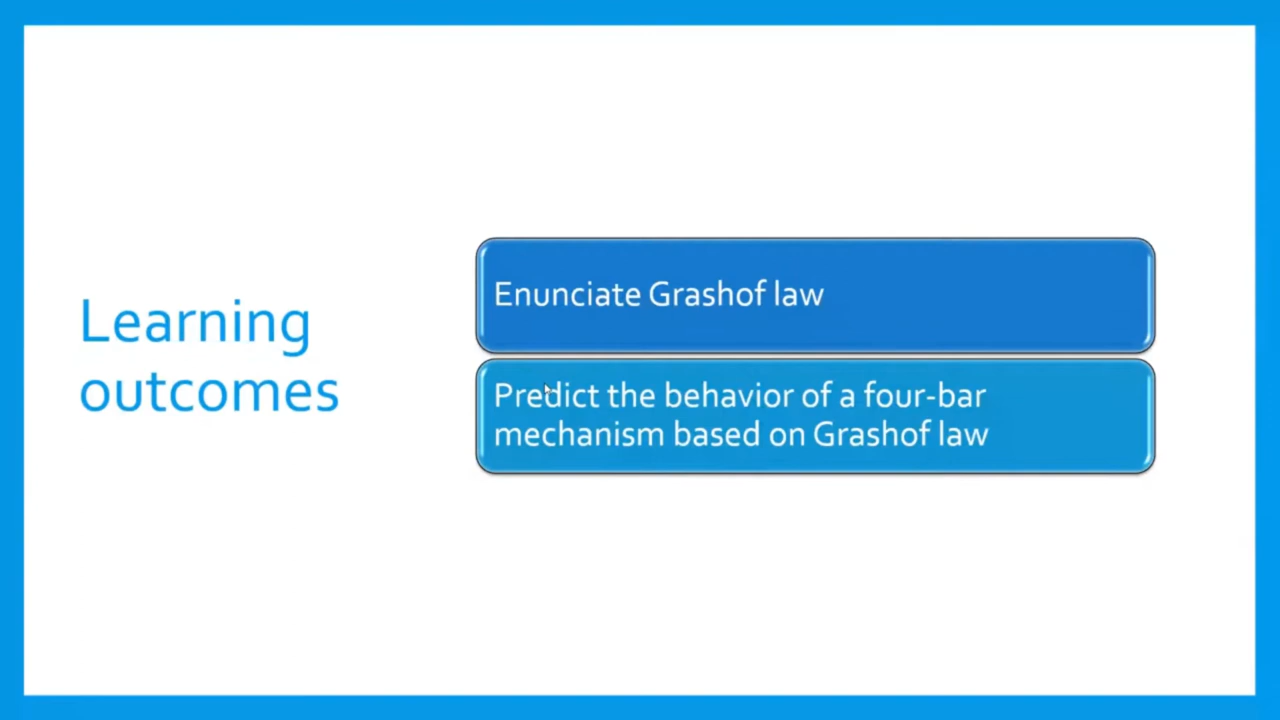 Learning
outcomes
Enunciate Grashof law
Predict the behavior of a four-bar
mechanism based on Grashof law